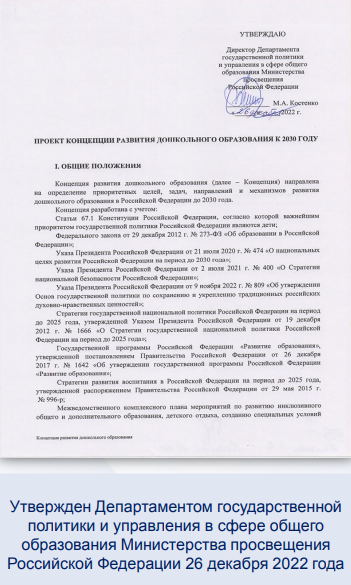 УТВЕРЖДАЮ
Директор Департамента
государственной политики
и управления в сфере общего
образования Министерства
просвещения
Российской Федерации
М.А. Костенко
2022 г.
ПРОЕКТ КОНЦЕПЦИИ РАЗВИТИЯ ДОШКОЛЬНОГО ОБРАЗОВАНИЯ К 2030 ГОДУ
I. ОБЩИЕ ПОЛОЖЕНИЯ
Концепция развития дошкольного образования (далее – Концепция) направлена
на определение приоритетных целей, задач, направлений и механизмов развития
дошкольного образования в Российской Федерации до 2030 года.
Концепция разработана с учетом:
Статьи 67.1 Конституции Российской Федерации, согласно которой важнейшим
приоритетом государственной политики Российской Федерации являются дети;
Федерального закона от 29 декабря 2012 г. № 273-ФЗ «Об образовании в Российской
Федерации»;
Указа Президента Российской Федерации от 21 июля 2020 г. № 474 «О национальных
целях развития Российской Федерации на период до 2030 года»;
Указа Президента Российской Федерации от 2 июля 2021 г. № 400 «О Стратегии
национальной безопасности Российской Федерации»;
Указа Президента Российской Федерации от 9 ноября 2022 г. № 809 «Об утверждении
Основ государственной политики по сохранению и укреплению традиционных российских
духовно-нравственных ценностей»;
Стратегии государственной национальной политики Российской Федерации на период
до 2025 года, утвержденной Указом Президента Российской Федерации от 19 декабря
2012 г. № 1666 «О Стратегии государственной национальной политики Российской
Федерации на период до 2025 года»;
Государственной программы Российской Федерации «Развитие образования»,
утвержденной постановлением Правительства Российской Федерации от 26 декабря
2017 г. № 1642 «Об утверждении государственной программы Российской Федерации
«Развитие образования»;
Стратегии развития воспитания в Российской Федерации на период до 2025 года,
утвержденной распоряжением Правительства Российской Федерации от 29 мая 2015 г.
№ 996-р;
Межведомственного комплексного плана мероприятий по развитию инклюзивного
общего и дополнительного образования, детского отдыха, созданию специальных условий
Концепция развития дошкольного образования
Утвержден Департаментом государственной
политики и управления в сфере общего
образования Министерства просвещения
Российской Федерации 26 декабря 2022 года